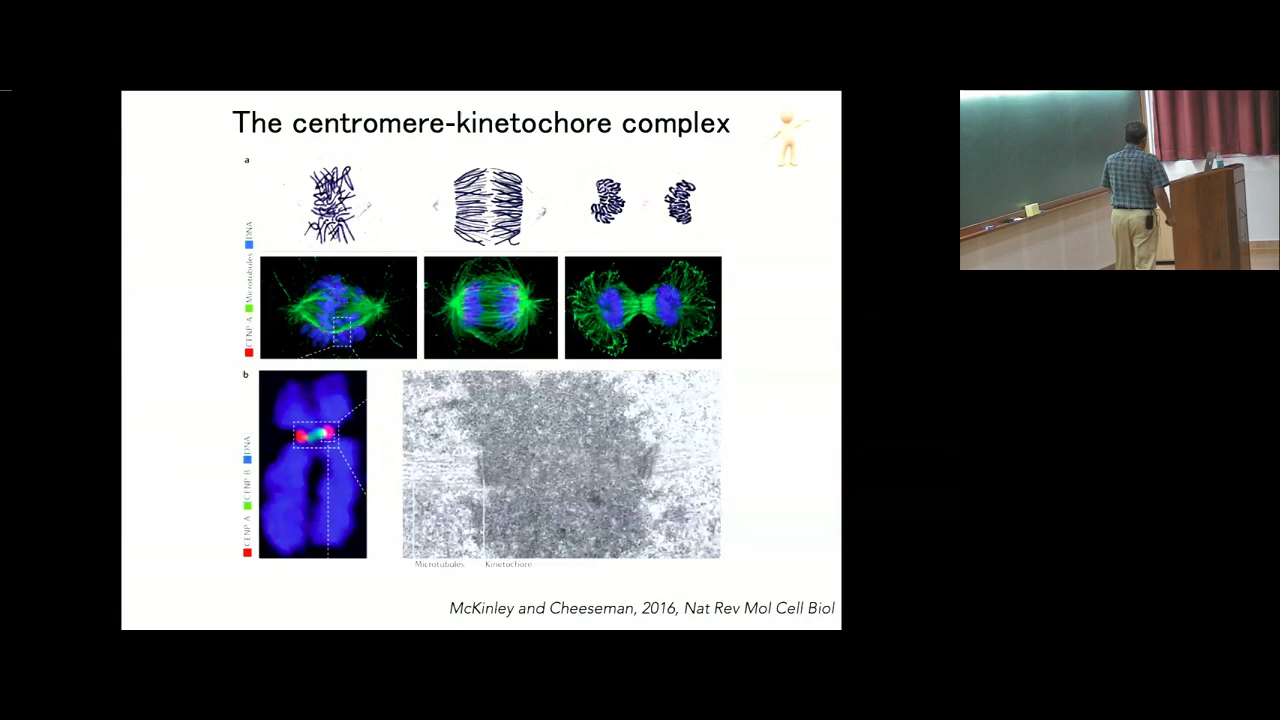 The centromere-kinetochore complex
a
CENP A Microtubules DNA
b
CENP A CENP B DNA
Microtubules Kinetochore
McKinley and Cheeseman, 2016, Nat Rev Mol Cell Biol